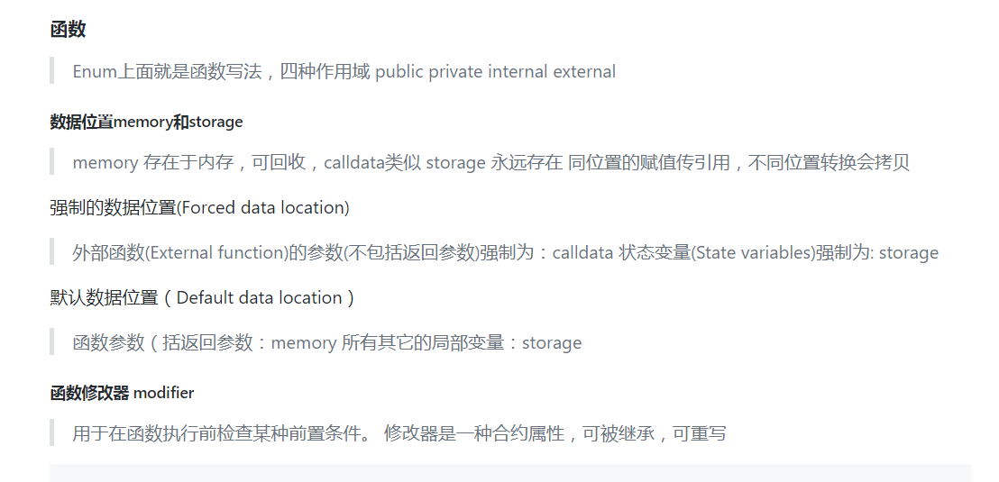 函数
Enum上面就是函数写法，四种作用域 public private internal external
数据位置memory和storage
memory 存在于内存，可回收，calldata类似 storage 永远存在 同位置的赋值传引用，不同位置转换会拷贝
强制的数据位置(Forced data location)
外部函数(External function)的参数(不包括返回参数)强制为：calldata 状态变量(State variables)强制为: storage
默认数据位置（Default data location）
函数参数（括返回参数：memory 所有其它的局部变量：storage
函数修改器 modifier
用于在函数执行前检查某种前置条件。 修改器是一种合约属性，可被继承，可重写